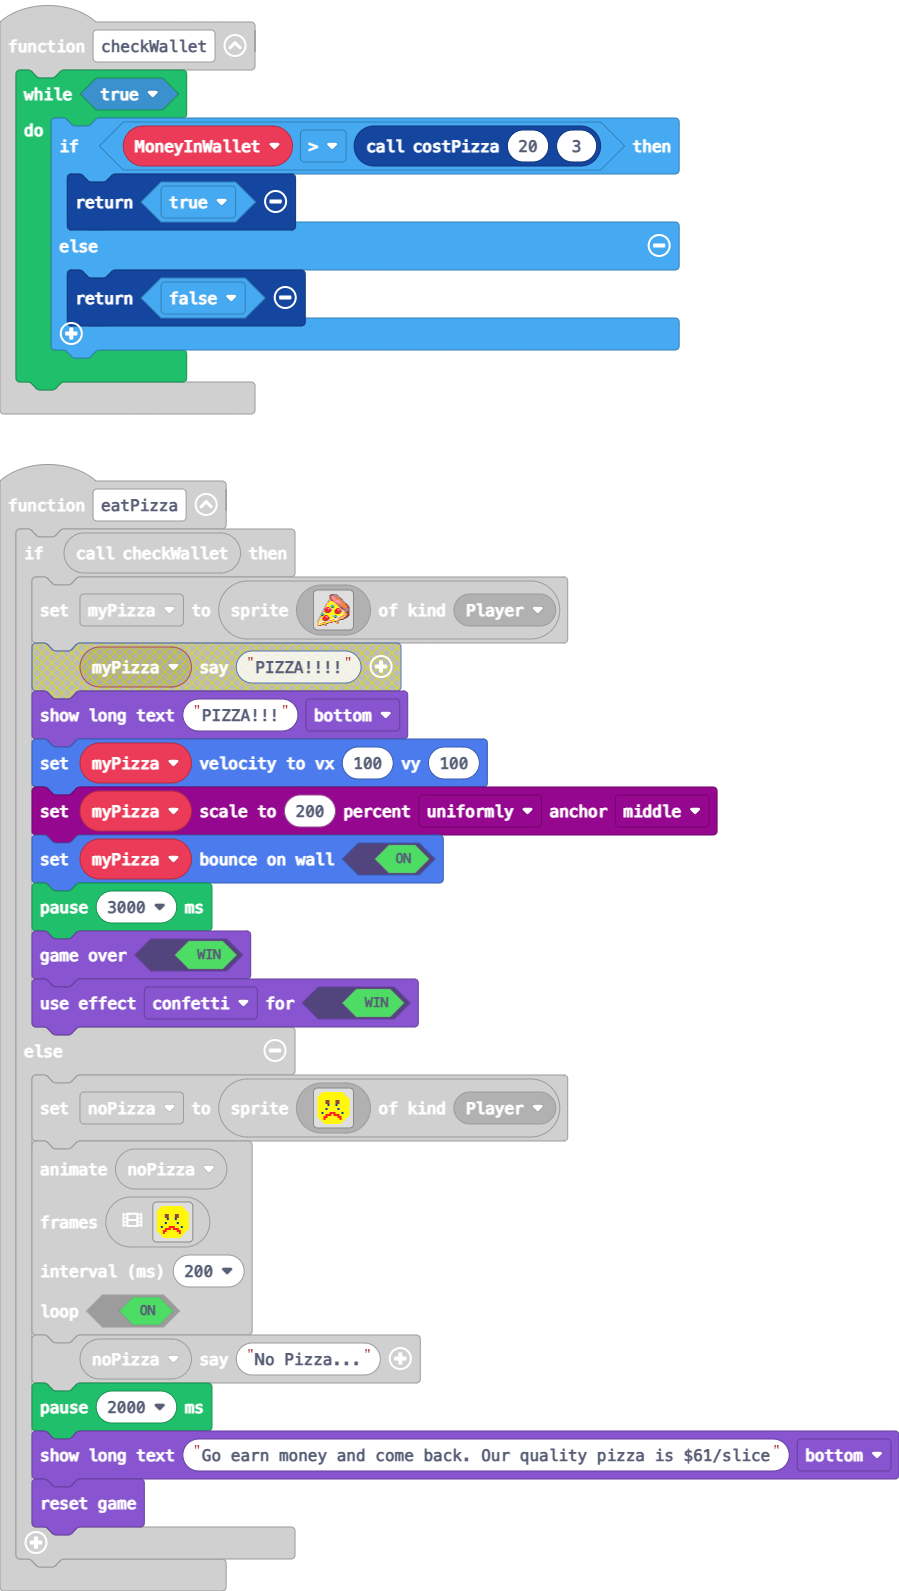 function checkWallet
while true
do
if MoneyInWallet > call costPizza 20 3 then
return true
else
return false
function eatPizza
if call checkWallet then
set myPizza to sprite of kind Player
myPizza say "PIZZA!!!!"
show long text "PIZZA!!!" bottom
set myPizza velocity to vx 100 vy 100
set myPizza scale to 200 percent uniformly anchor middle
set myPizza bounce on wall ON
pause 3000 ms
game over WIN
use effect confetti for WIN
else
set noPizza to sprite of kind Player
animate noPizza
frames
interval (ms) 200
loop ON
noPizza say "No Pizza..."
pause 2000 ms
show long text "Go earn money and come back. Our quality pizza is $61/slice" bottom
reset game